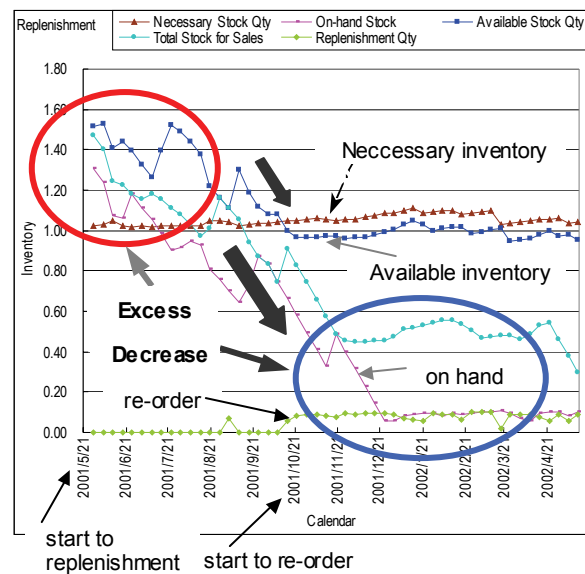 Replenishment
Necessary Stock Qty
On-hand Stock
Available Stock Qty
Total Stock for Sales
Replenishment Qty
1.80
1.60
1.40
1.20
1.00
0.80
0.60
0.40
0.20
0.00
Inventory
Neccessary inventory
Available inventory
Excess
Decrease
on hand
re-order
2001/5/21
2001/6/21
2001/7/21
2001/8/21
2001/9/21
2001/10/21
2001/11/21
2001/12/21
2002/1/21
2002/2/21
2002/3/21
2002/4/21
Calendar
start to
replenishment
start to re-order